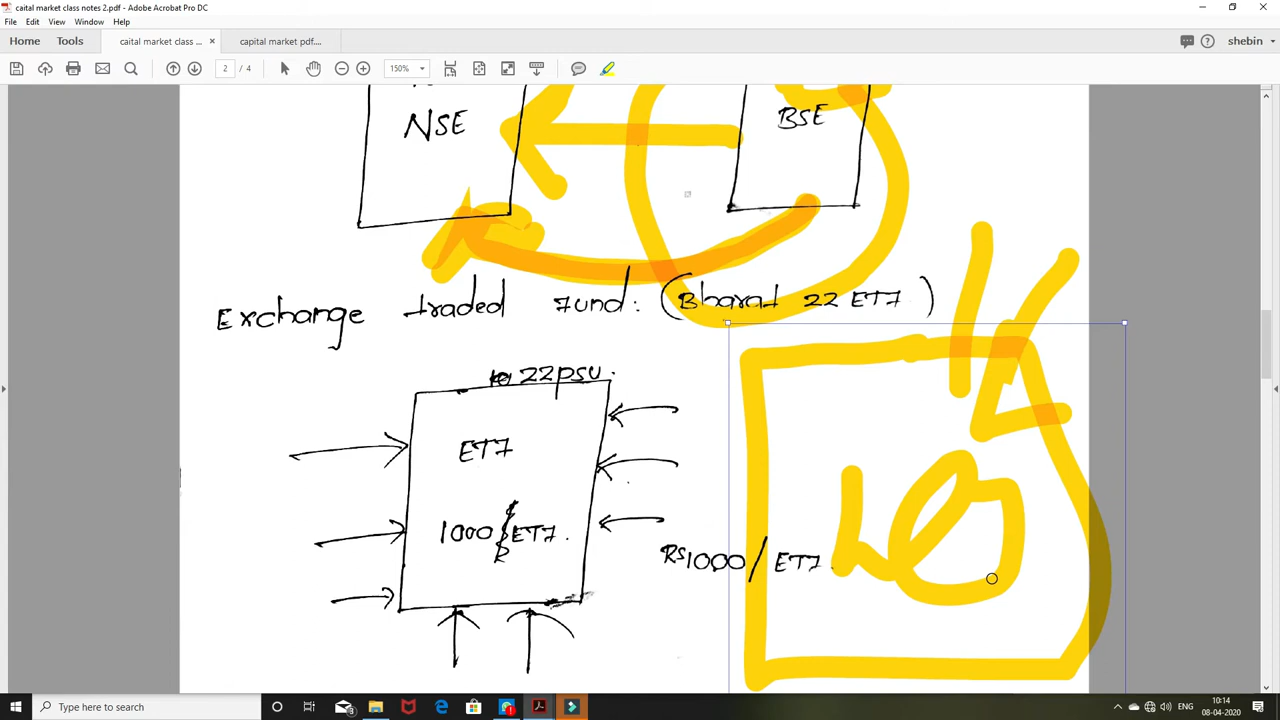 caital market class notes 2.pdf - Adobe Acrobat Pro DC
File Edit View Window Help
Home Tools caital market class ... × capital market pdf.... ? shebin
2 / 4 150%
NSE BSE
Exchange traded Fund: (Bharat 22 ETF)
22 psu.
ETF
1000 ETF.
Rs 1000/ ETF.
Type here to search
10:14
08-04-2020